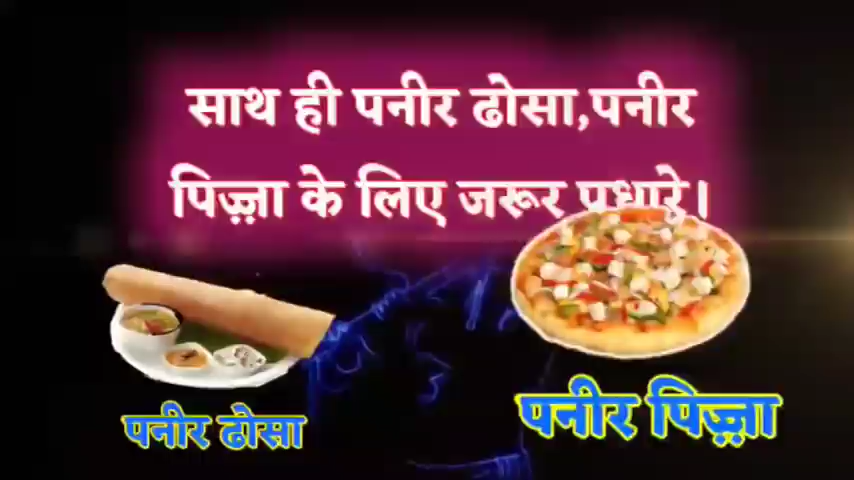 साथ ही पनीर ढोसा,पनीर
पिज़्ज़ा के लिए जरूर पधारे।
पनीर ढोसा
पनीर पिज़्ज़ा